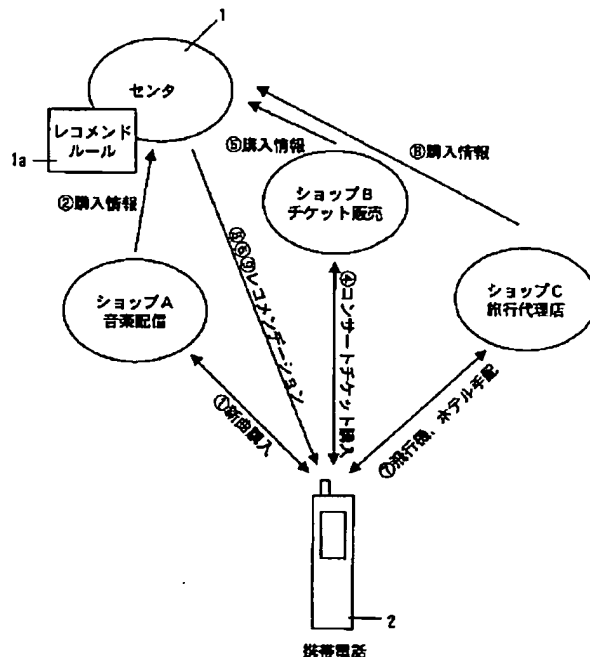 1
センタ
レコメンド
ルール
1a
⑤購入情報
⑧購入情報
②購入情報
ショップB
チケット販売
ショップA
音楽配信
ショップC
旅行代理店
③⑥⑨レコメンデーション
④コンサートチケット購入
①新曲購入
⑦飛行機、ホテル手配
2
携帯電話